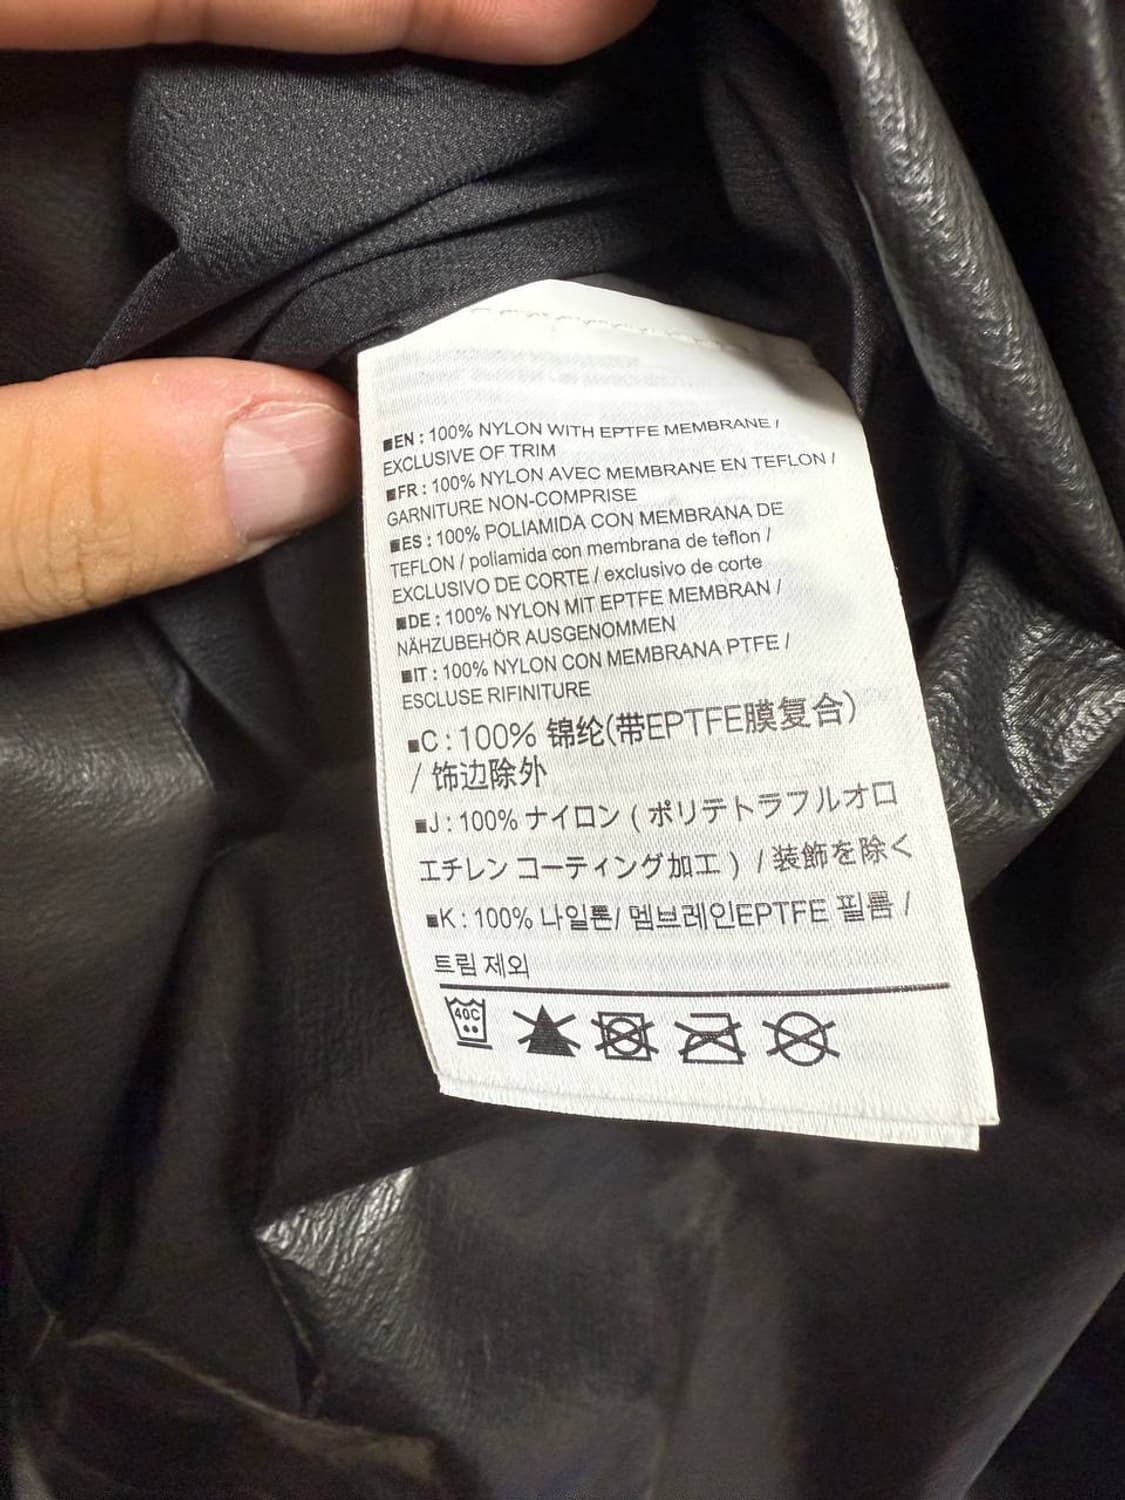 ■EN : 100% NYLON WITH EPTFE MEMBRANE /
EXCLUSIVE OF TRIM
■FR : 100% NYLON AVEC MEMBRANE EN TEFLON /
GARNITURE NON-COMPRISE
■ES : 100% POLIAMIDA CON MEMBRANA DE
TEFLON / poliamida con membrana de teflon /
EXCLUSIVO DE CORTE / exclusivo de corte
■DE : 100% NYLON MIT EPTFE MEMBRAN /
NÄHZUBEHÖR AUSGENOMMEN
■IT : 100% NYLON CON MEMBRANA PTFE /
ESCLUSE RIFINITURE
■C : 100% 锦纶(带EPTFE膜复合)
/ 饰边除外
■J : 100% ナイロン ( ポリテトラフルオロ
エチレン コーティング加工 ) / 装飾を除く
■K : 100% 나일론/ 멤브레인EPTFE 필름 /
트림 제외
40C